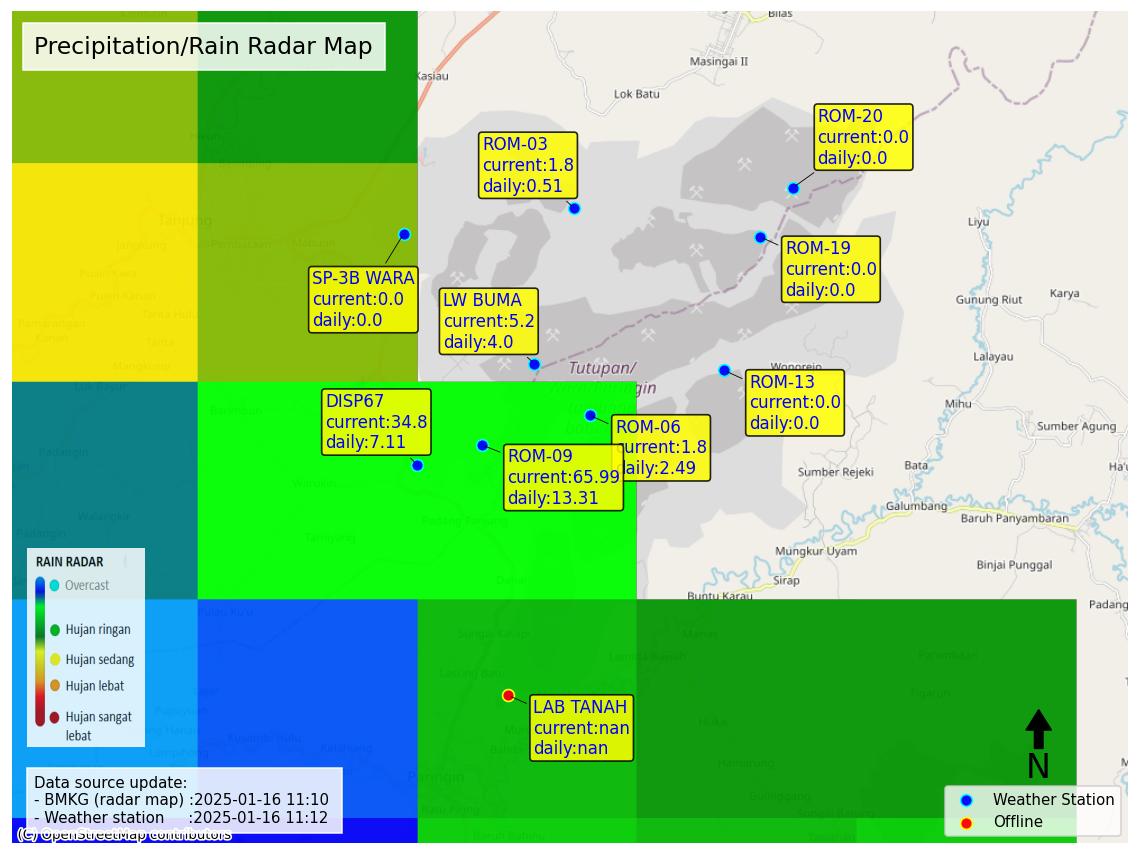 Precipitation/Rain Radar Map
Bilas
Masingai II
Kasiau
Lok Batu
ROM-20
current:0.0
daily:0.0
ROM-03
current:1.8
daily:0.51
Tanjung
Liyu
ROM-19
current:0.0
daily:0.0
SP-3B WARA
current:0.0
daily:0.0
LW BUMA
current:5.2
daily:4.0
Gunung Riut
Karya
Lalayau
Tutupan/
Wonorejo
ROM-13
current:0.0
daily:0.0
Mihu
DISP67
current:34.8
daily:7.11
ROM-06
current:1.8
daily:2.49
Sumber Agung
ROM-09
current:65.99
daily:13.31
Sumber Rejeki
Bata
Galumbang
Baruh Panyambaran
Mungkur Uyam
Binjai Punggal
Sirap
Buntu Karau
Padang
RAIN RADAR
Overcast
Hujan ringan
Hujan sedang
Hujan lebat
Hujan sangat
lebat
LAB TANAH
current:nan
daily:nan
Paringin
N
Data source update:
- BMKG (radar map) :2025-01-16 11:10
- Weather station :2025-01-16 11:12
(C) OpenStreetMap contributors
Weather Station
Offline